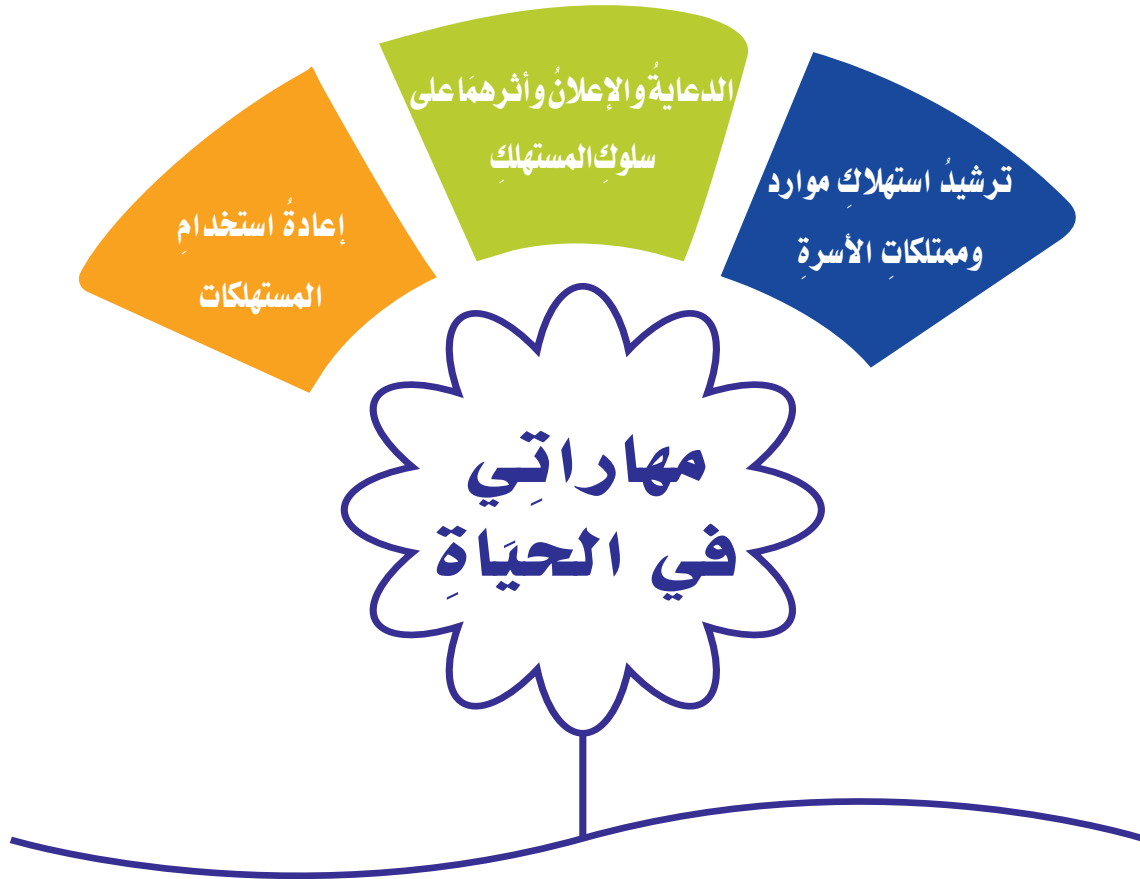 ترشيدُ استهلاكِ موارد
وممتلكاتِ الأسرةِ
الدعايةُ والإعلانُ وأثرهمَا على
سلوكِ المستهلكِ
إعادةُ استخدامِ
المستهلكات
مهاراتِي
في الحيَاةِ